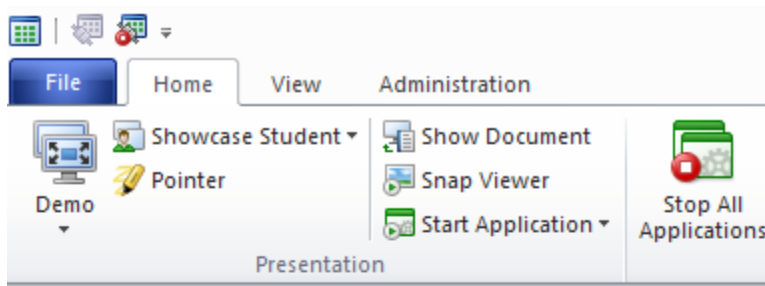 File Home View Administration
Showcase Student Show Document
Pointer Snap Viewer
Demo Start Application Stop All
Applications
Presentation